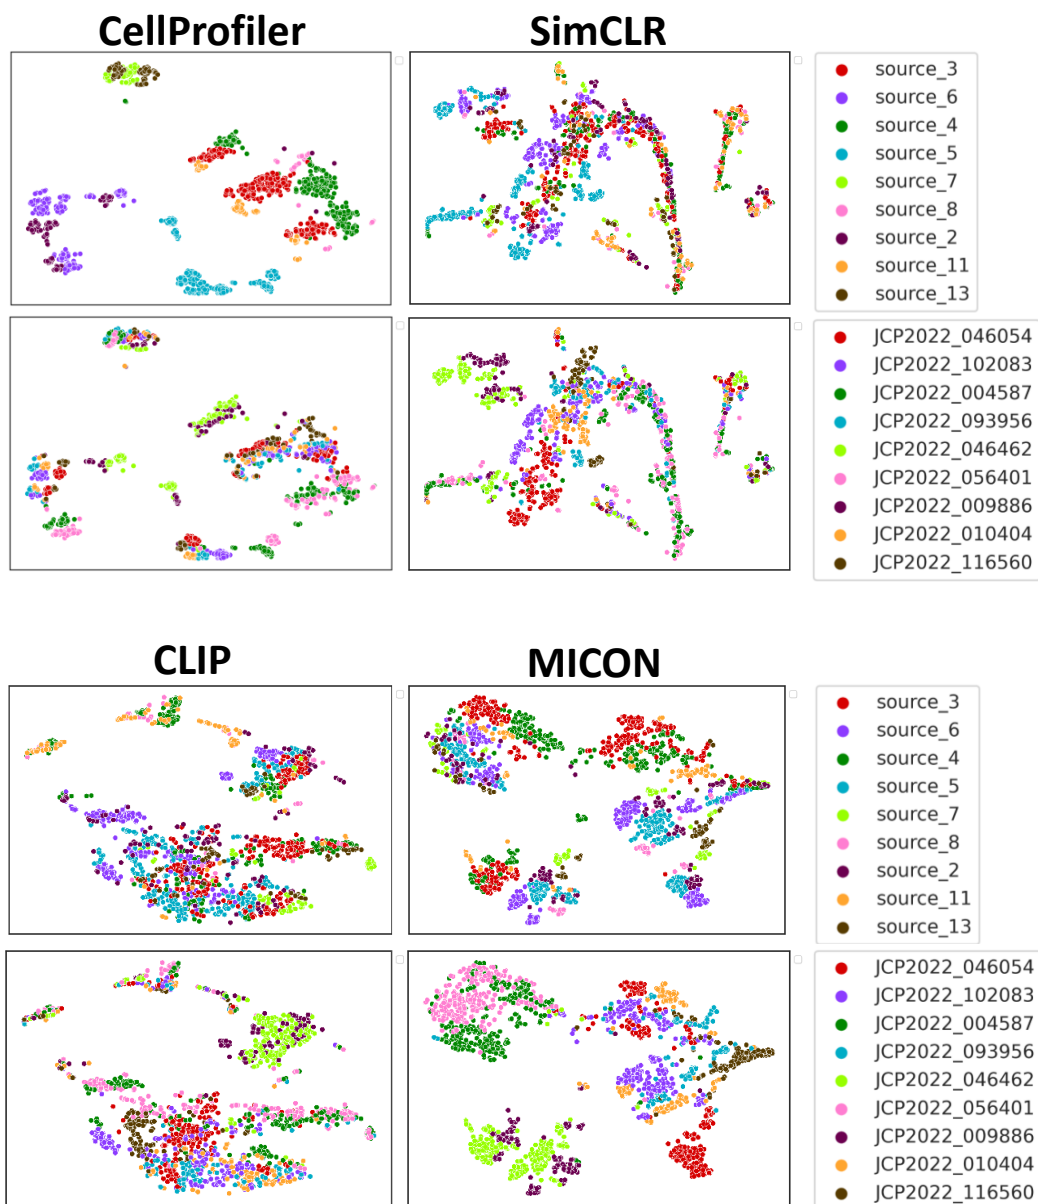 CellProfiler
SimCLR
source_3
source_6
source_4
source_5
source_7
source_8
source_2
source_11
source_13
JCP2022_046054
JCP2022_102083
JCP2022_004587
JCP2022_093956
JCP2022_046462
JCP2022_056401
JCP2022_009886
JCP2022_010404
JCP2022_116560
CLIP
MICON
source_3
source_6
source_4
source_5
source_7
source_8
source_2
source_11
source_13
JCP2022_046054
JCP2022_102083
JCP2022_004587
JCP2022_093956
JCP2022_046462
JCP2022_056401
JCP2022_009886
JCP2022_010404
JCP2022_116560